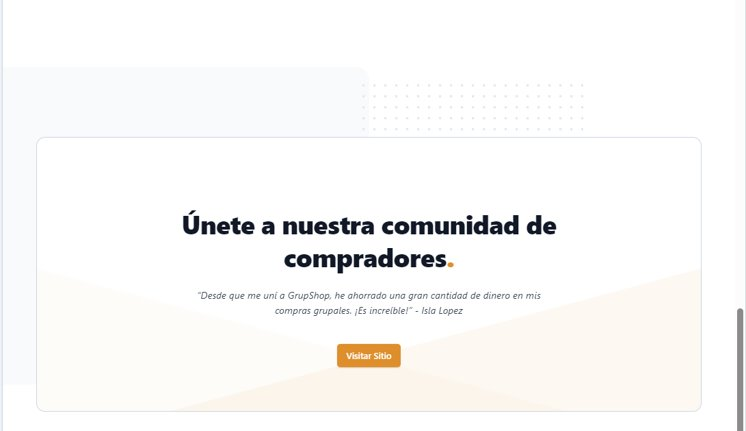 Únete a nuestra comunidad de
compradores.
"Desde que me uní a GrupShop, he ahorrado una gran cantidad de dinero en mis
compras grupales. ¡Es increíble!" - Isla Lopez
Visitar Sitio